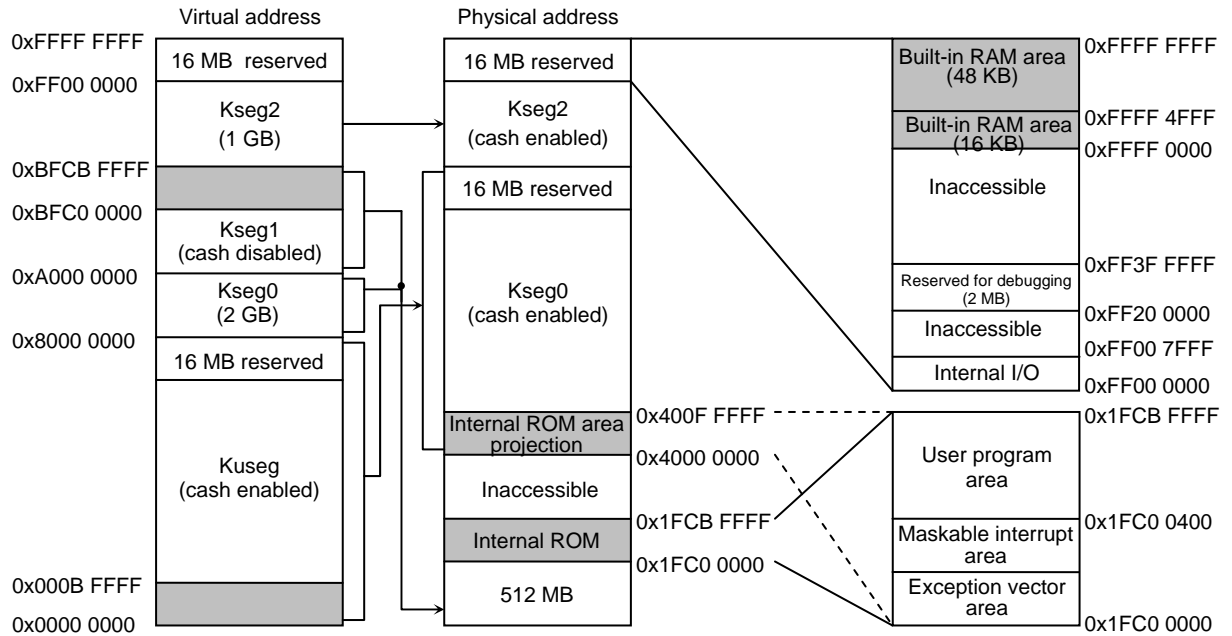 Virtual address
0xFFFF FFFF
16 MB reserved
0xFF00 0000
Kseg2
(1 GB)
0xBFCB FFFF
0xBFC0 0000
Kseg1
(cash disabled)
0xA000 0000
Kseg0
(2 GB)
0x8000 0000
16 MB reserved
Kuseg
(cash enabled)
0x000B FFFF
0x0000 0000
Physical address
16 MB reserved
Kseg2
(cash enabled)
16 MB reserved
Kseg0
(cash enabled)
Internal ROM area
projection
0x400F FFFF
0x4000 0000
Inaccessible
0x1FCB FFFF
Internal ROM
0x1FC0 0000
512 MB
Built-in RAM area
(48 KB)
0xFFFF FFFF
0xFFFF 4FFF
Built-in RAM area
(16 KB)
0xFFFF 0000
Inaccessible
0xFF3F FFFF
Reserved for debugging
(2 MB)
0xFF20 0000
Inaccessible
0xFF00 7FFF
Internal I/O
0xFF00 0000
0x1FCB FFFF
User program
area
0x1FC0 0400
Maskable interrupt
area
Exception vector
area
0x1FC0 0000